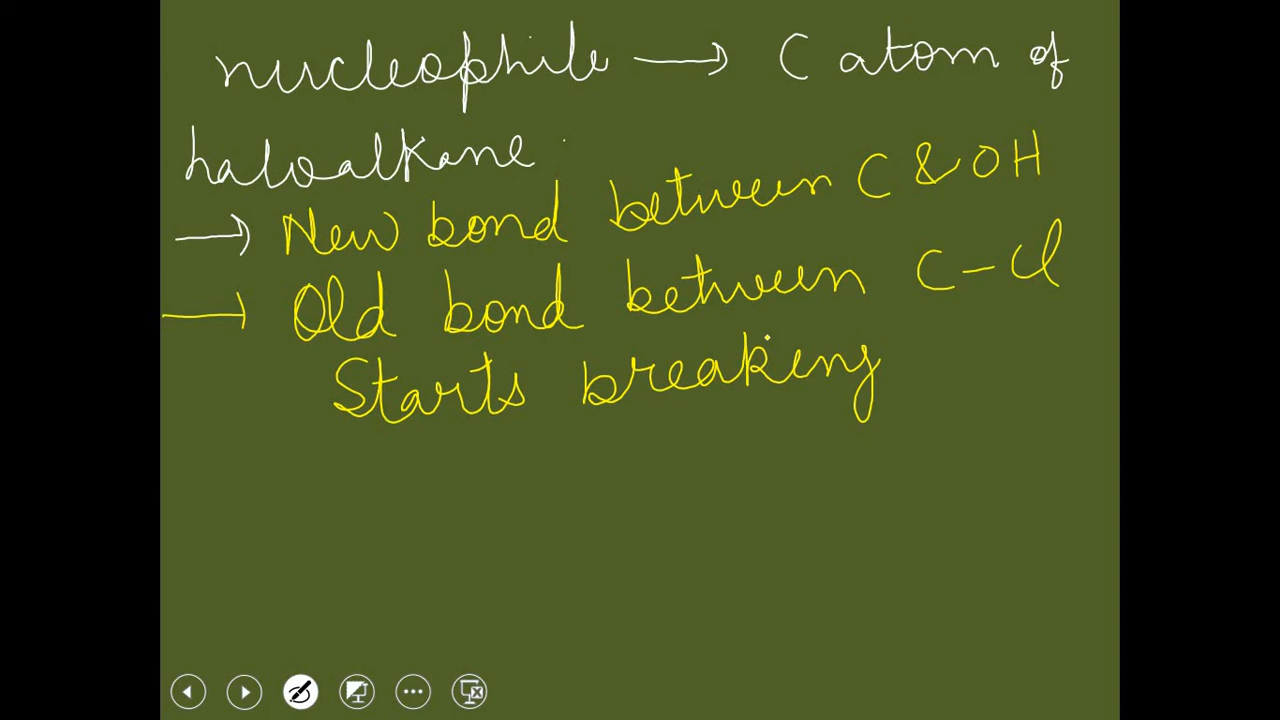 nucleophile → C atom of
haloalkane
→ New bond between C & OH
→ Old bond between C-Cl
Starts breaking